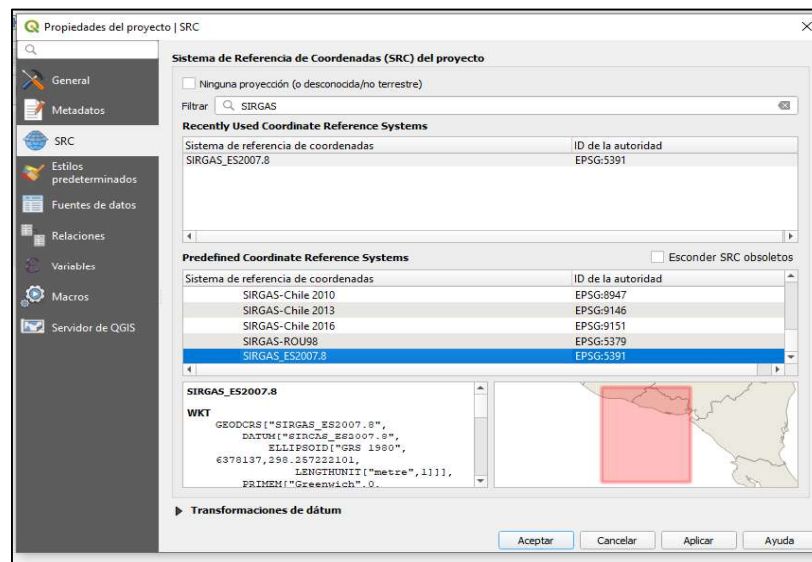 Propiedades del proyecto | SRC
General
Metadatos
SRC
Estilos
predeterminados
Fuentes de datos
Relaciones
Variables
Macros
Servidor de QGIS
Sistema de Referencia de Coordenadas (SRC) del proyecto
Ninguna proyección (o desconocida/no terrestre)
Filtrar SIRGAS
Recently Used Coordinate Reference Systems
Sistema de referencia de coordenadas ID de la autoridad
SIRGAS_ES2007.8 EPSG:5391
Predefined Coordinate Reference Systems Esconder SRC obsoletos
Sistema de referencia de coordenadas ID de la autoridad
SIRGAS-Chile 2010 EPSG:8947
SIRGAS-Chile 2013 EPSG:9146
SIRGAS-Chile 2016 EPSG:9151
SIRGAS-ROU98 EPSG:5379
SIRGAS_ES2007.8 EPSG:5391
SIRGAS_ES2007.8
WKT
GEODCRS["SIRGAS_ES2007.8",
DATUM["SIRGAS_ES2007.8",
ELLIPSOID["GRS 1980",
6378137,298.257222101,
LENGTHUNIT["metre",1]]],
PRIMEM["Greenwich",0,
Transformaciones de dátum
Aceptar Cancelar Aplicar Ayuda